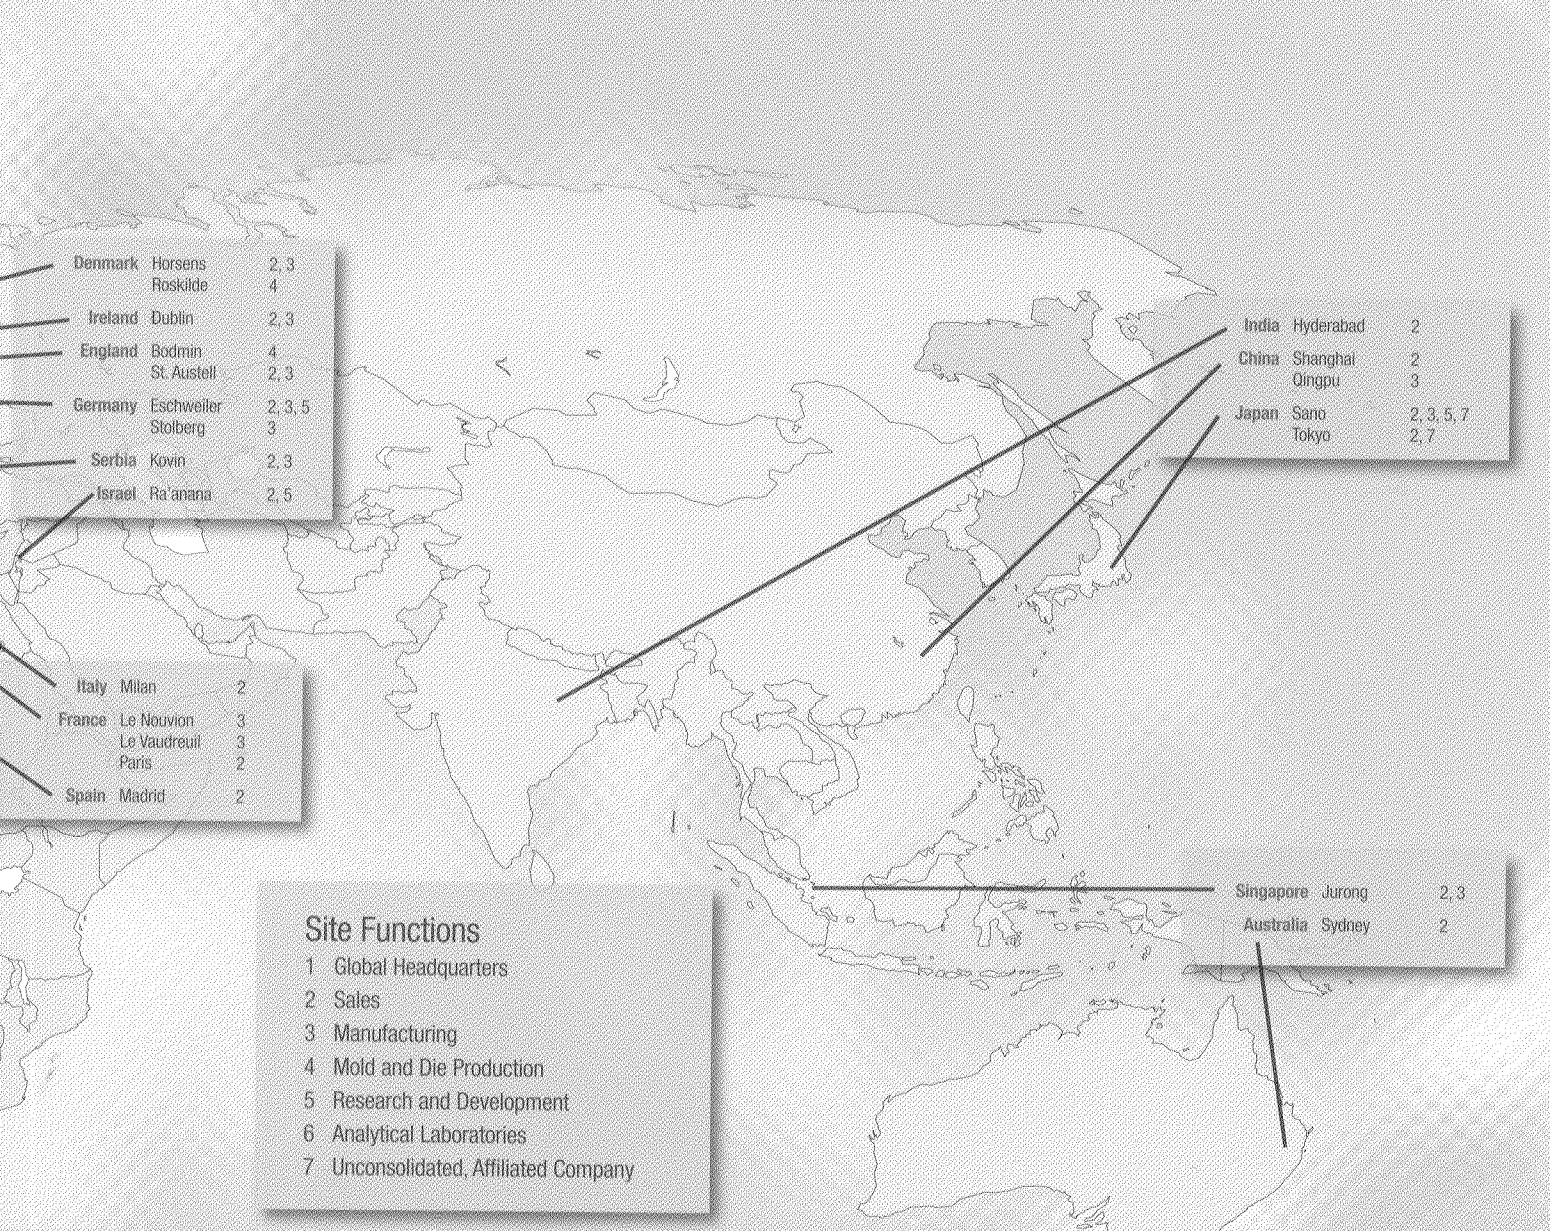 Denmark Horsens 2, 3
Roskilde 4
Ireland Dublin 2, 3
England Bodmin 4
St. Austell 2, 3
Germany Eschweiler 2, 3, 5
Stolberg 3
Serbia Kovin 2, 3
Israel Ra'anana 2, 5
Italy Milan 2
France Le Nouvion 3
Le Vaudreuil 3
Paris 2
Spain Madrid 2
India Hyderabad 2
China Shanghai 2
Qingpu 3
Japan Sano 2, 3, 5, 7
Tokyo 2, 7
Singapore Jurong 2, 3
Australia Sydney 2
Site Functions
1 Global Headquarters
2 Sales
3 Manufacturing
4 Mold and Die Production
5 Research and Development
6 Analytical Laboratories
7 Unconsolidated, Affiliated Company